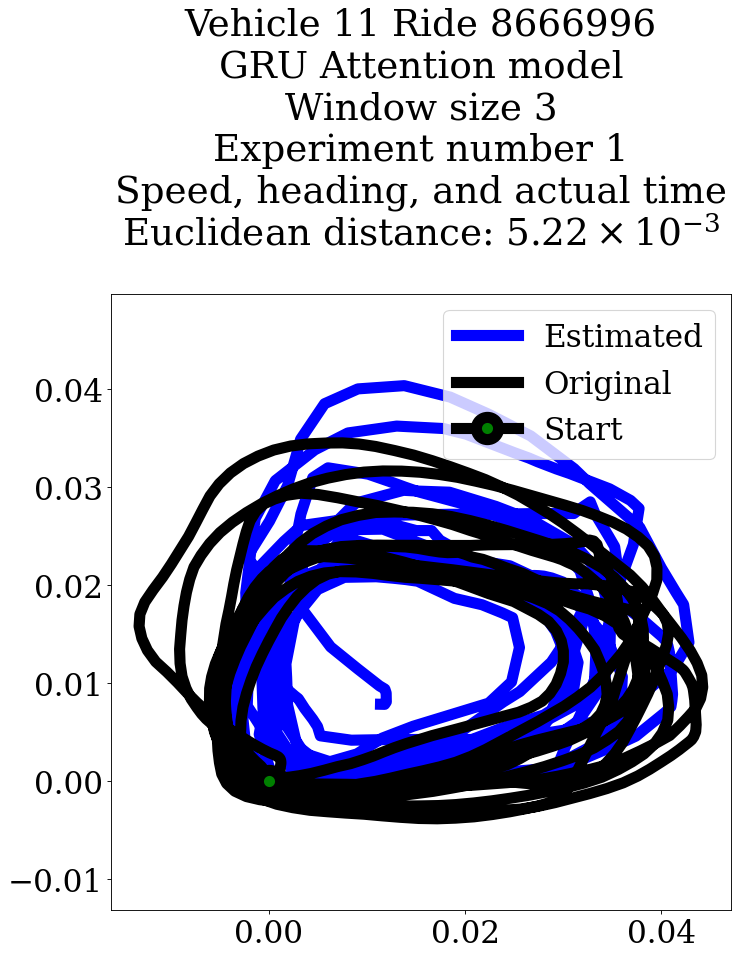 Vehicle 11 Ride 8666996
GRU Attention model
Window size 3
Experiment number 1
Speed, heading, and actual time
Euclidean distance: 5.22 × 10⁻³
Estimated
Original
Start
0.04
0.03
0.02
0.01
0.00
−0.01
0.00 0.02 0.04